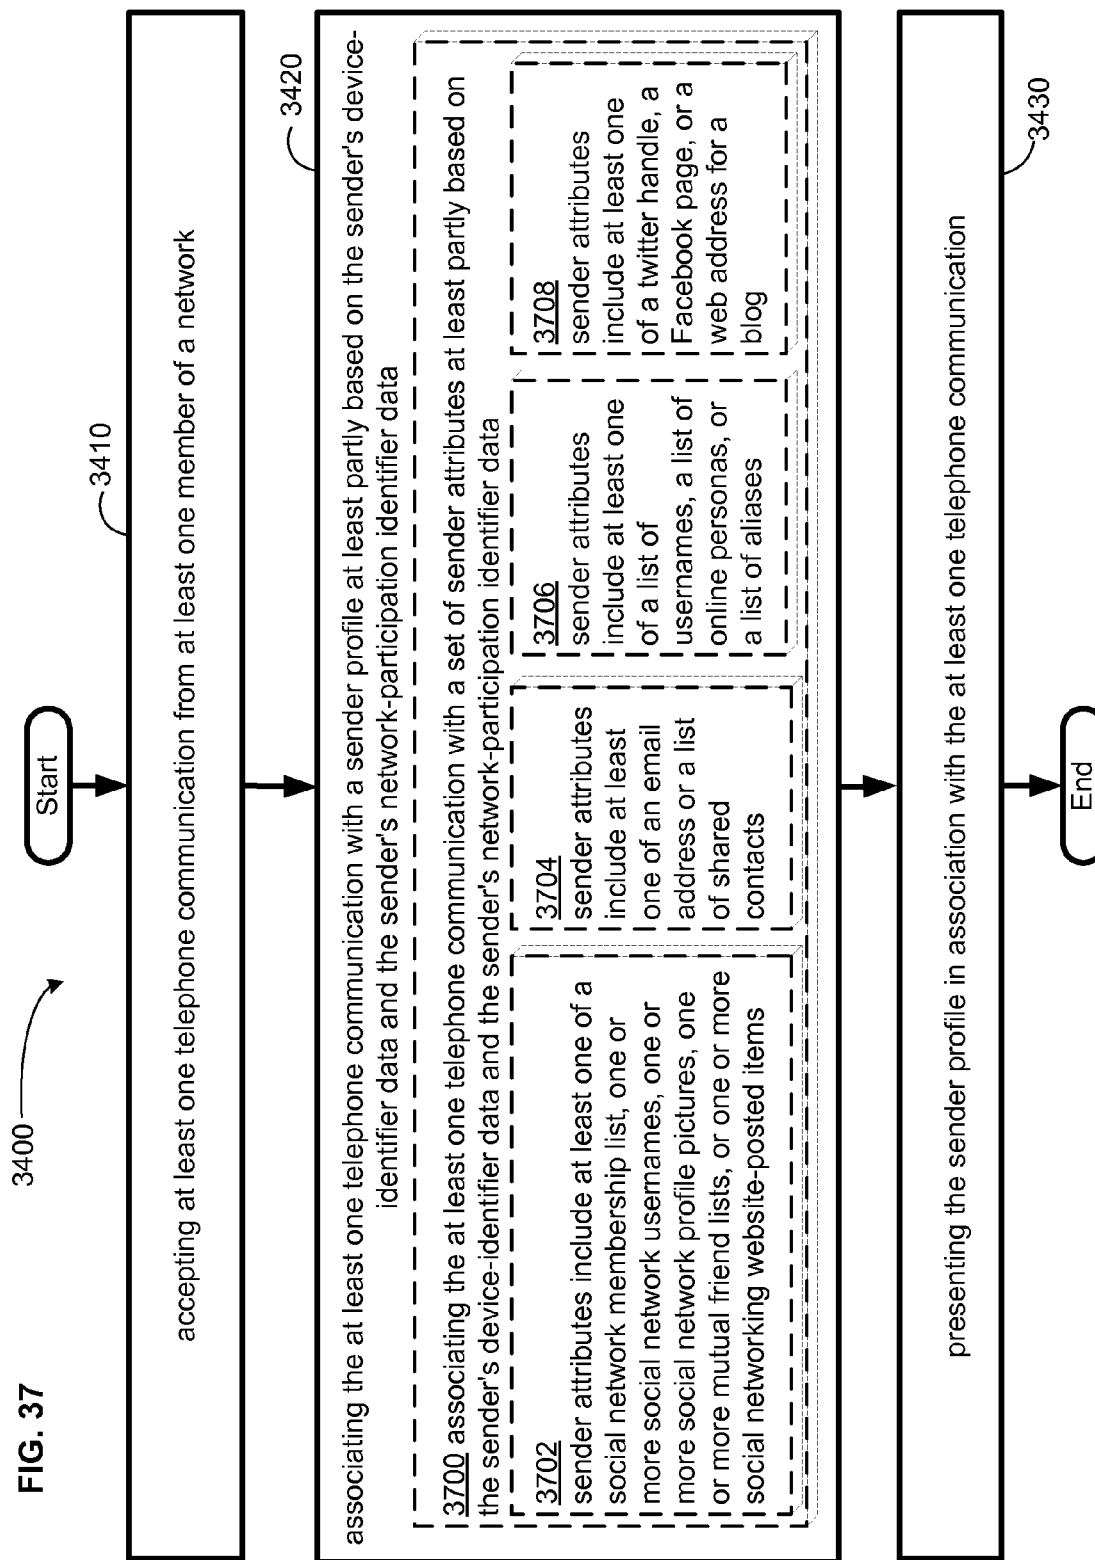 FIG. 37
3400
Start
3410
accepting at least one telephone communication from at least one member of a network
3420
associating the at least one telephone communication with a sender profile at least partly based on the sender's device-
identifier data and the sender's network-participation identifier data
3700 associating the at least one telephone communication with a set of sender attributes at least partly based on
the sender's device-identifier data and the sender's network-participation identifier data
3702
sender attributes include at least one of a
social network membership list, one or
more social network usernames, one or
more social network profile pictures, one
or more mutual friend lists, or one or more
social networking website-posted items
3704
sender attributes
include at least
one of an email
address or a list
of shared
contacts
3706
sender attributes
include at least one
of a list of
usernames, a list of
online personas, or
a list of aliases
3708
sender attributes
include at least one
of a twitter handle, a
Facebook page, or a
web address for a
blog
3430
presenting the sender profile in association with the at least one telephone communication
End